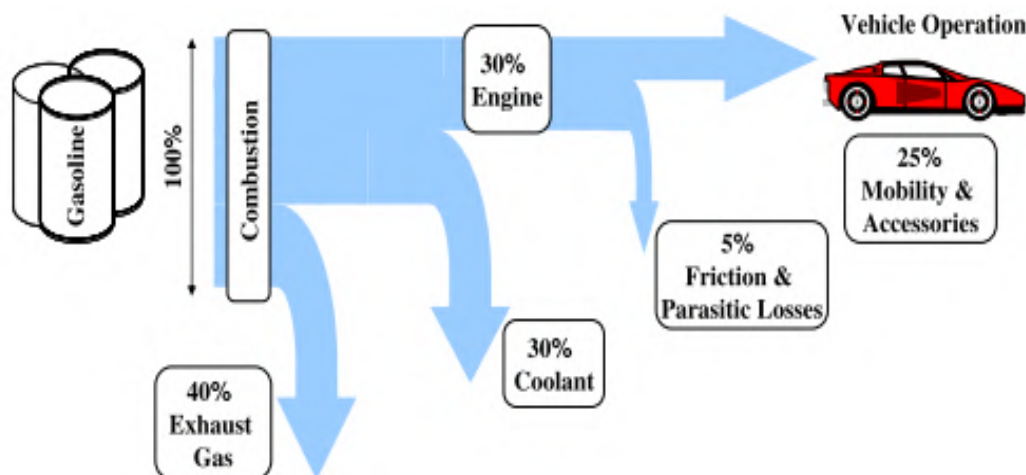 Gasoline
100%
Combustion
30%
Engine
Vehicle Operation
25%
Mobility &
Accessories
5%
Friction &
Parasitic Losses
30%
Coolant
40%
Exhaust
Gas